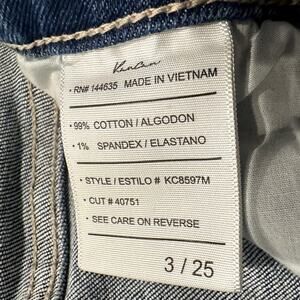 KanCan
• RN# 144635 MADE IN VIETNAM
• 99% COTTON / ALGODON
• 1% SPANDEX / ELASTANO
• STYLE / ESTILO # KC8597M
• CUT # 40751
• SEE CARE ON REVERSE
3 / 25